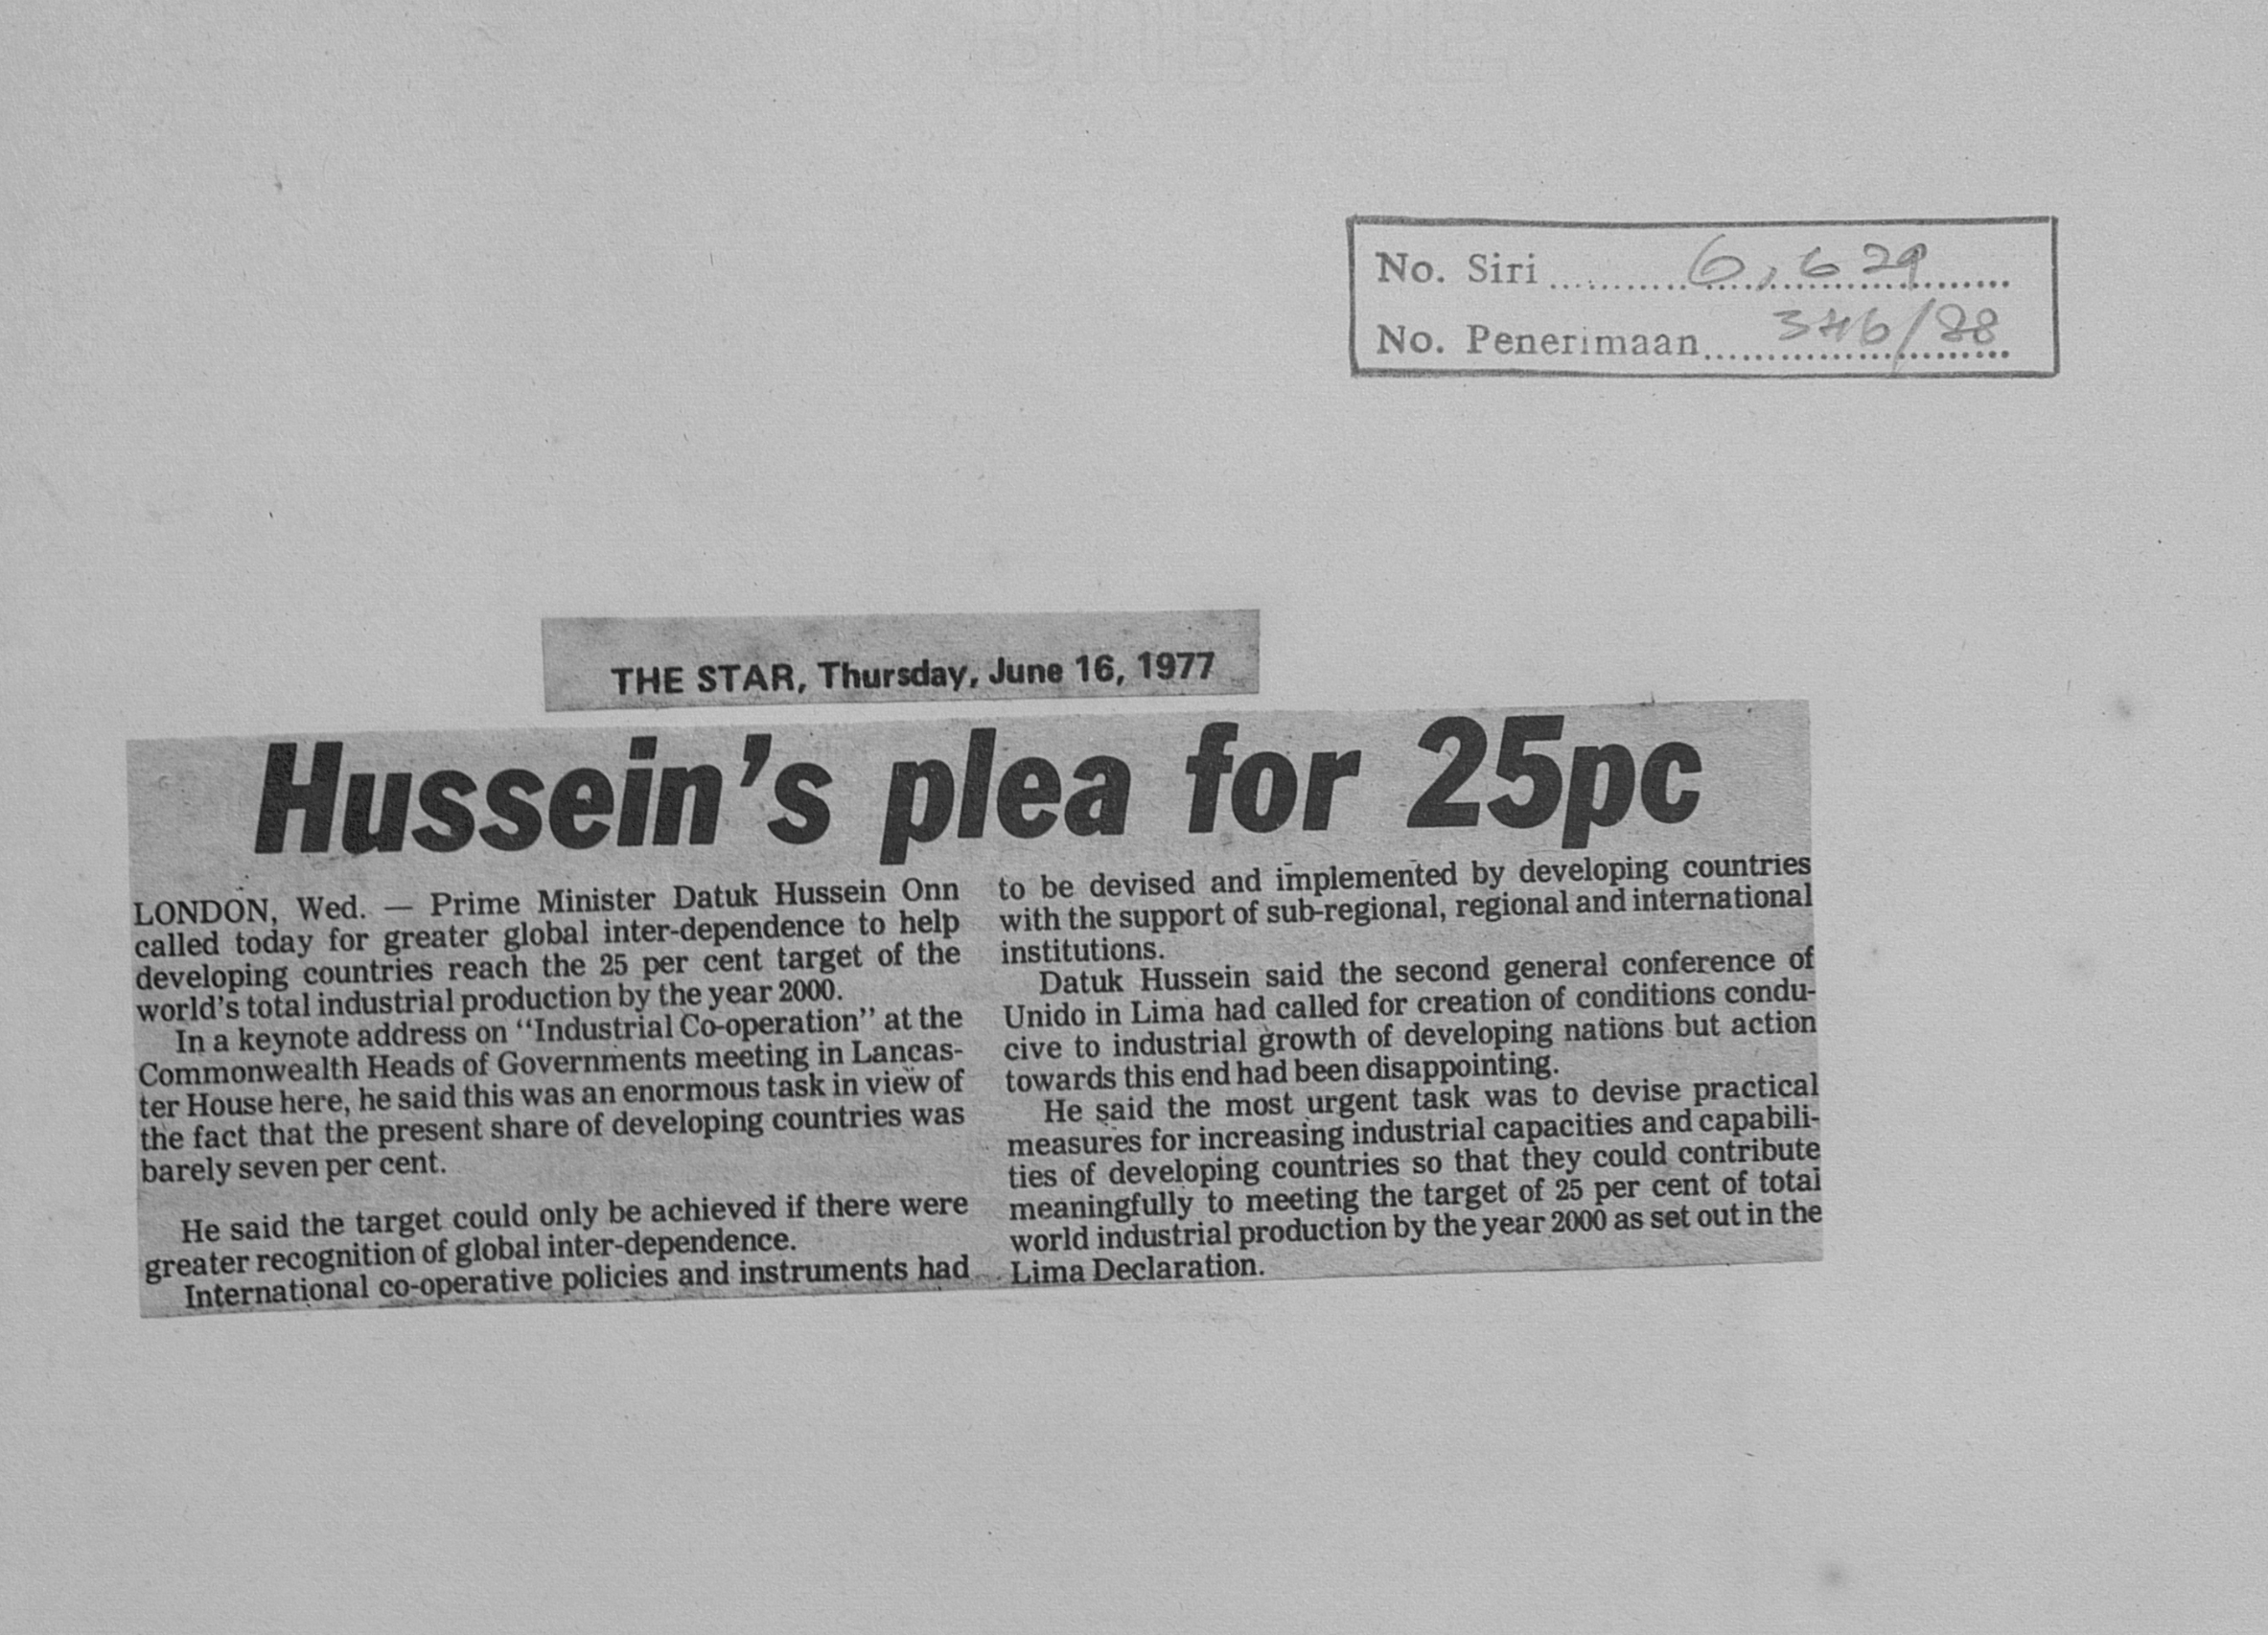 No. Siri 6,629
No. Penerimaan 346/88
THE STAR, Thursday, June 16, 1977
Hussein's plea for 25pc
LONDON, Wed. — Prime Minister Datuk Hussein Onn
called today for greater global inter-dependence to help
developing countries reach the 25 per cent target of the
world's total industrial production by the year 2000.
In a keynote address on "Industrial Co-operation" at the
Commonwealth Heads of Governments meeting in Lancas-
ter House here, he said this was an enormous task in view of
the fact that the present share of developing countries was
barely seven per cent.
He said the target could only be achieved if there were
greater recognition of global inter-dependence.
International co-operative policies and instruments had
to be devised and implemented by developing countries
with the support of sub-regional, regional and international
institutions.
Datuk Hussein said the second general conference of
Unido in Lima had called for creation of conditions condu-
cive to industrial growth of developing nations but action
towards this end had been disappointing.
He said the most urgent task was to devise practical
measures for increasing industrial capacities and capabili-
ties of developing countries so that they could contribute
meaningfully to meeting the target of 25 per cent of total
world industrial production by the year 2000 as set out in the
Lima Declaration.